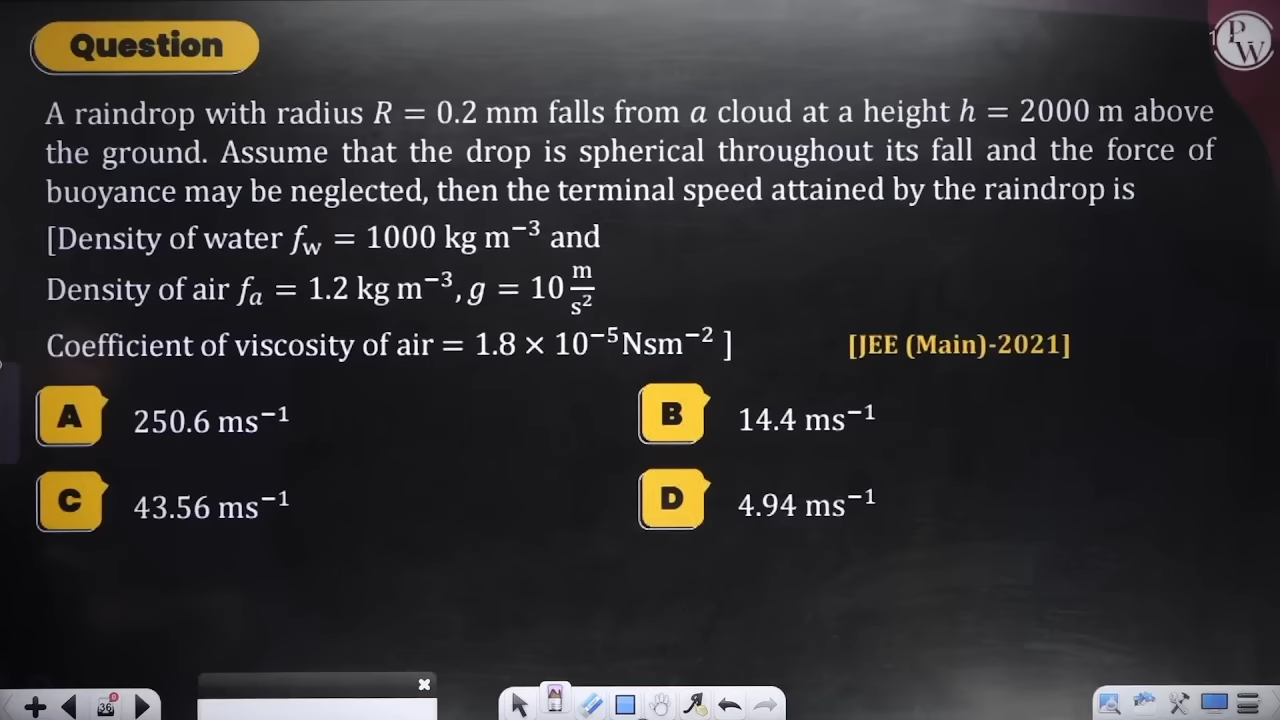 Question
PW
A raindrop with radius R = 0.2 mm falls from a cloud at a height h = 2000 m above
the ground. Assume that the drop is spherical throughout its fall and the force of
buoyance may be neglected, then the terminal speed attained by the raindrop is
[Density of water f_w = 1000 kg m⁻³ and
Density of air f_a = 1.2 kg m⁻³, g = 10 m/s²
Coefficient of viscosity of air = 1.8 × 10⁻⁵ Nsm⁻² ]
[JEE (Main)-2021]
A 250.6 ms⁻¹
B 14.4 ms⁻¹
C 43.56 ms⁻¹
D 4.94 ms⁻¹
36